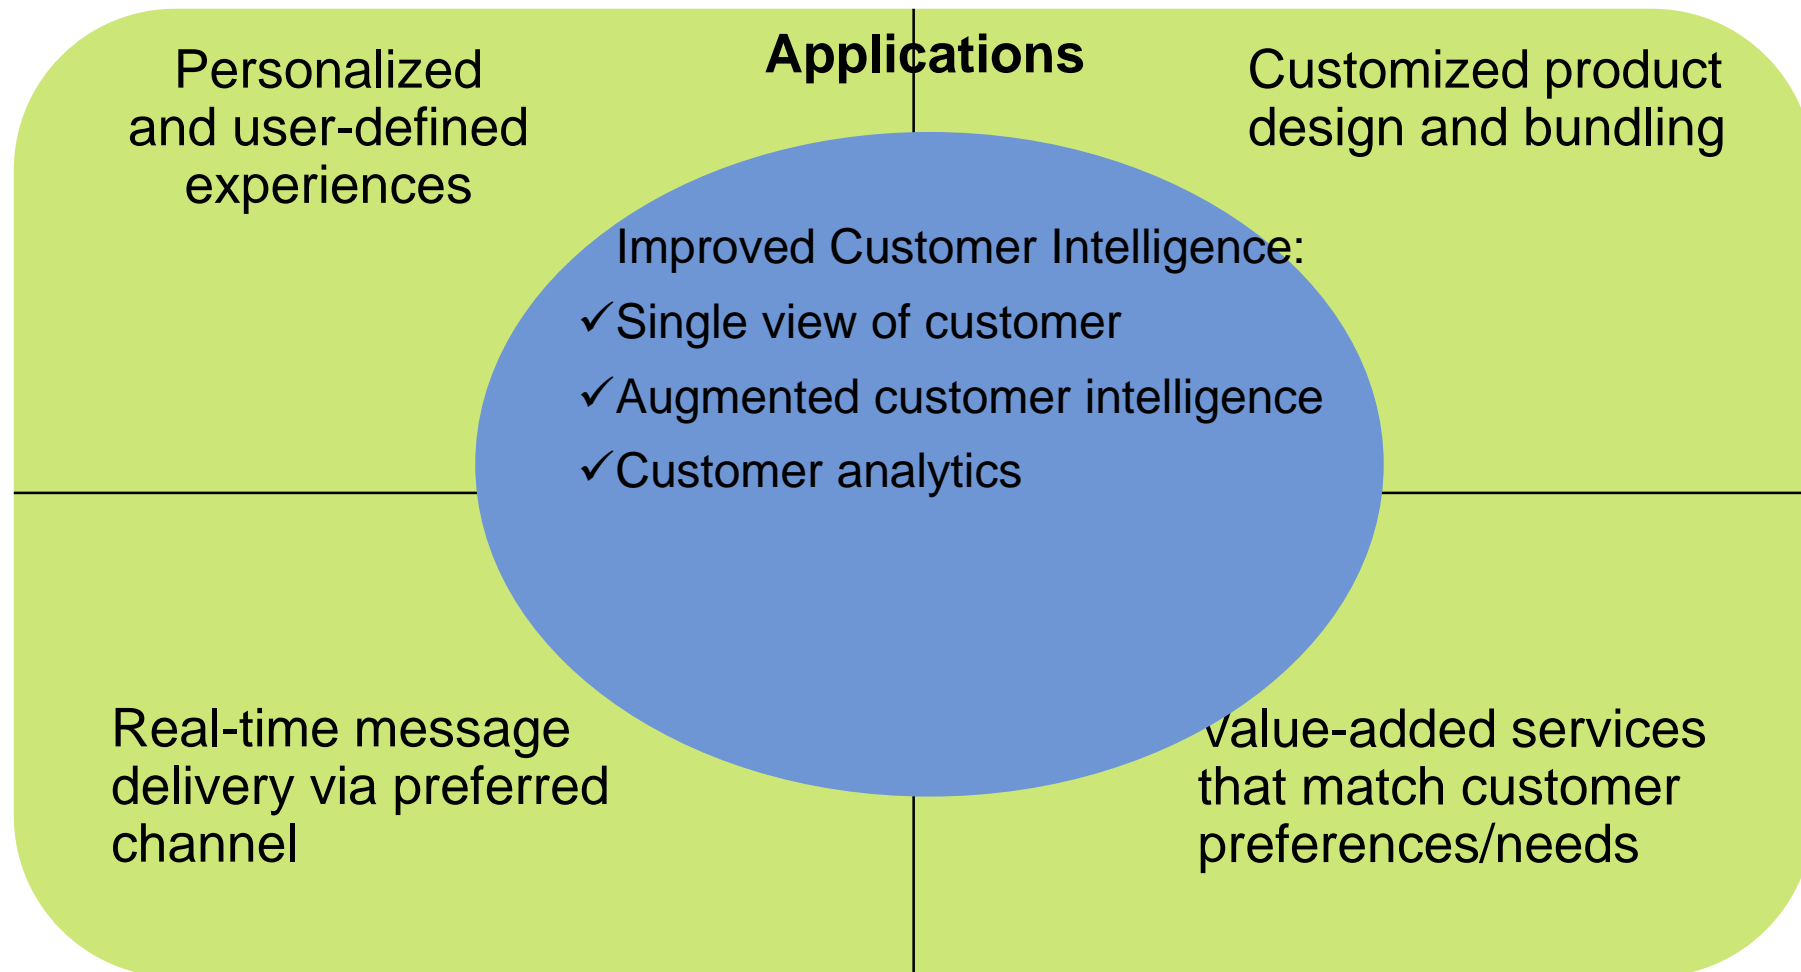 Applications
Personalized
and user-defined
experiences
Customized product
design and bundling
Improved Customer Intelligence:
✓Single view of customer
✓Augmented customer intelligence
✓Customer analytics
Real-time message
delivery via preferred
channel
Value-added services
that match customer
preferences/needs